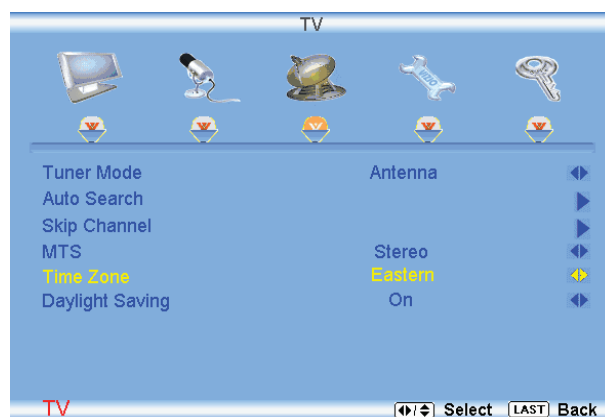 TV
Tuner Mode Antenna
Auto Search
Skip Channel
MTS Stereo
Time Zone Eastern
Daylight Saving On
TV Select LAST Back